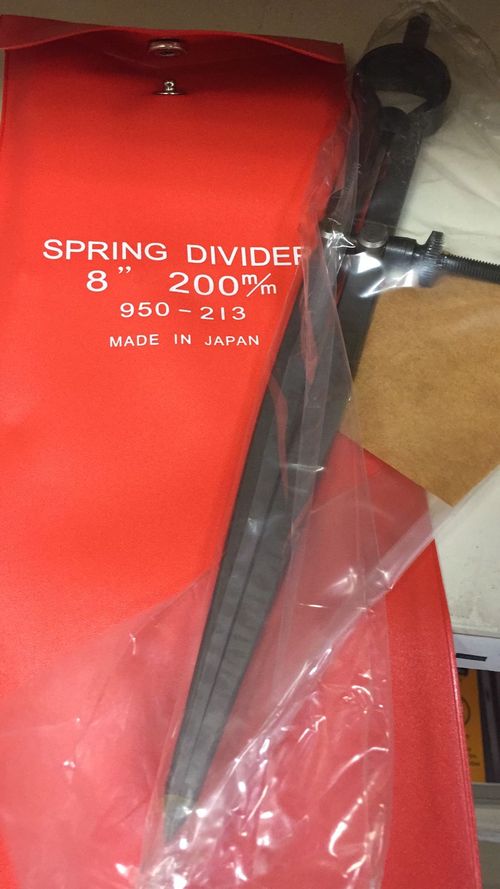 SPRING DIVIDER
8” 200m/m
950-213
MADE IN JAPAN